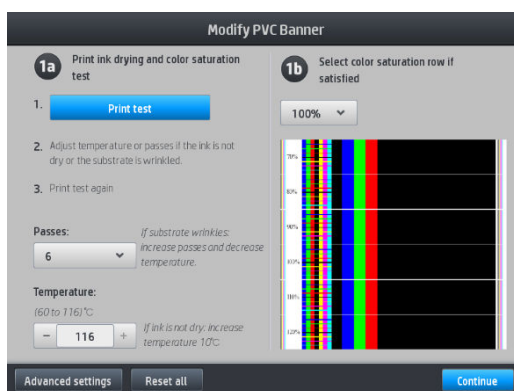 Modify PVC Banner
1a
Print ink drying and color saturation
test
1.
Print test
2. Adjust temperature or passes if the ink is not
dry or the substrate is wrinkled.
3. Print test again
Passes:
6
If substrate wrinkles:
increase passes and decrease
temperature.
Temperature:
(60 to 116)°C
− 116 +
If ink is not dry: increase
temperature 10°C
1b
Select color saturation row if
satisfied
100%
70%
80%
90%
100%
110%
120%
Advanced settings
Reset all
Continue